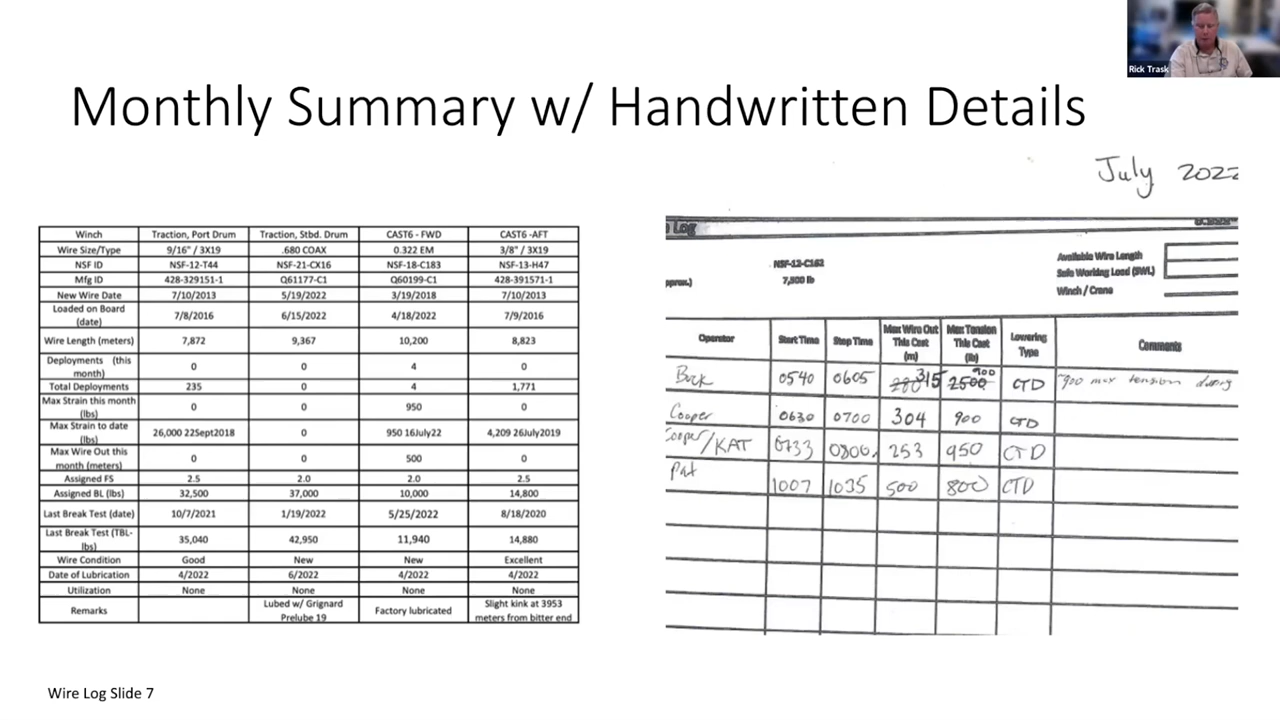 Rick Trask
Monthly Summary w/ Handwritten Details
July 2022
Winch Traction, Port Drum Traction, Stbd. Drum CAST6 - FWD CAST6 -AFT
Wire Size/Type 9/16" / 3X19 .680 COAX 0.322 EM 3/8" / 3X19
NSF ID NSF-12-T44 NSF-21-CX16 NSF-18-C183 NSF-13-H47
Mfg ID 428-329151-1 Q61177-C1 Q60199-C1 428-391571-1
New Wire Date 7/10/2013 5/19/2022 3/19/2018 7/10/2013
Loaded on Board (date) 7/8/2016 6/15/2022 4/18/2022 7/9/2016
Wire Length (meters) 7,872 9,367 10,200 8,823
Deployments (this month) 0 0 4 0
Total Deployments 235 0 4 1,771
Max Strain this month (lbs) 0 0 950 0
Max Strain to date (lbs) 26,000 22Sept2018 0 950 16July22 4,209 26July2019
Max Wire Out this month (meters) 0 0 500 0
Assigned FS 2.5 2.0 2.0 2.5
Assigned BL (lbs) 32,500 37,000 10,000 14,800
Last Break Test (date) 10/7/2021 1/19/2022 5/25/2022 8/18/2020
Last Break Test (TBL-lbs) 35,040 42,950 11,940 14,880
Wire Condition Good New New Excellent
Date of Lubrication 4/2022 6/2022 4/2022 4/2022
Utilization None None None None
Remarks Lubed w/ Grignard Prelube 19 Factory lubricated Slight kink at 3953 meters from bitter end
Log
NSF-12-C162 Available Wire Length
pprox.) 7,800 lb Safe Working Load (SWL)
Winch / Crane
Operator Start Time Stop Time Max Wire Out This Cast (m) Max Tension This Cast (lb) Lowering Type Comments
0540 0605 315 2500 900 CTD 900 max tension
Cooper 0630 0700 304 900 CTD
Cooper/KAT 0733 0800 253 950 CTD
Pat 1007 1035 500 800 CTD
Wire Log Slide 7